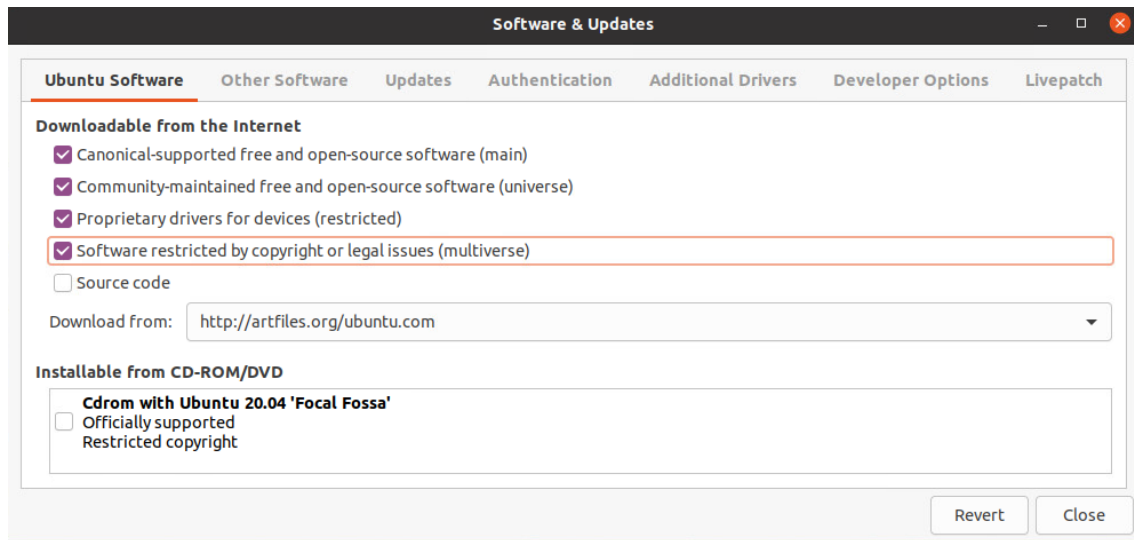 Software & Updates
Ubuntu Software Other Software Updates Authentication Additional Drivers Developer Options Livepatch
Downloadable from the Internet
Canonical-supported free and open-source software (main)
Community-maintained free and open-source software (universe)
Proprietary drivers for devices (restricted)
Software restricted by copyright or legal issues (multiverse)
Source code
Download from: http://artfiles.org/ubuntu.com
Installable from CD-ROM/DVD
Cdrom with Ubuntu 20.04 'Focal Fossa'
Officially supported
Restricted copyright
Revert Close